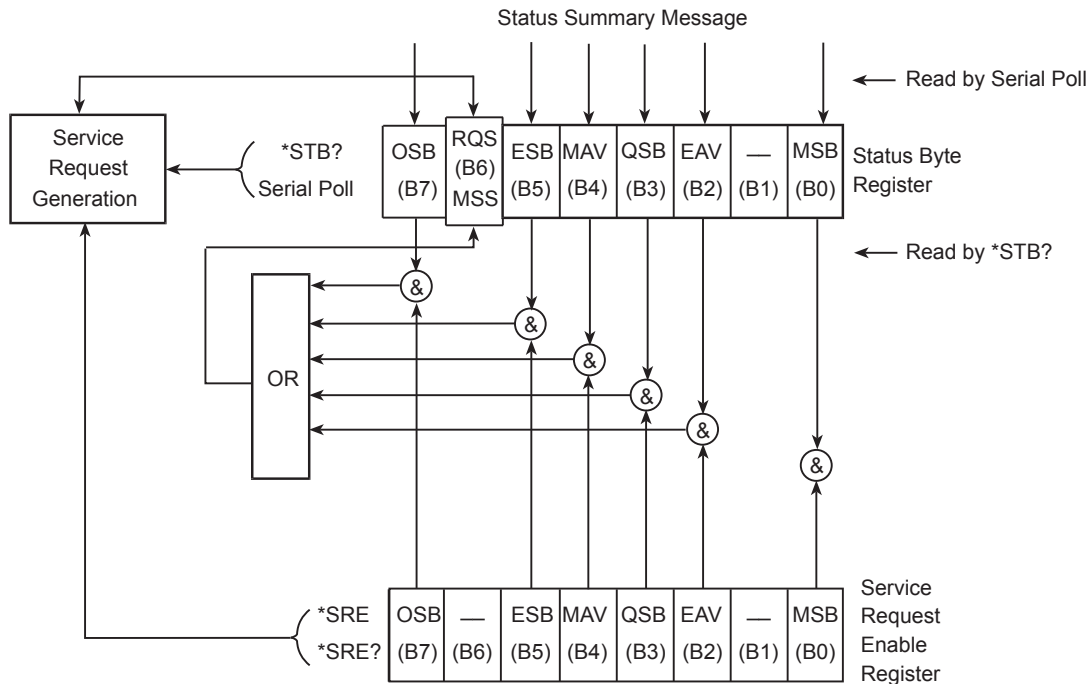 Status Summary Message
Read by Serial Poll
Service
Request
Generation
*STB?
Serial Poll
OSB
(B7)
RQS
(B6)
MSS
ESB
(B5)
MAV
(B4)
QSB
(B3)
EAV
(B2)
—
(B1)
MSB
(B0)
Status Byte
Register
Read by *STB?
&
&
&
OR
&
&
&
*SRE
*SRE?
OSB
(B7)
—
(B6)
ESB
(B5)
MAV
(B4)
QSB
(B3)
EAV
(B2)
—
(B1)
MSB
(B0)
Service
Request
Enable
Register